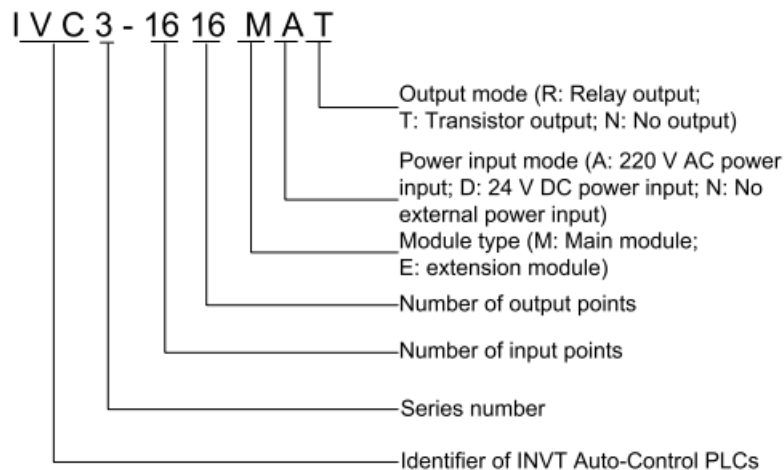 IVC3-1616MAT
Output mode (R: Relay output;
T: Transistor output; N: No output)
Power input mode (A: 220 V AC power
input; D: 24 V DC power input; N: No
external power input)
Module type (M: Main module;
E: extension module)
Number of output points
Number of input points
Series number
Identifier of INVT Auto-Control PLCs